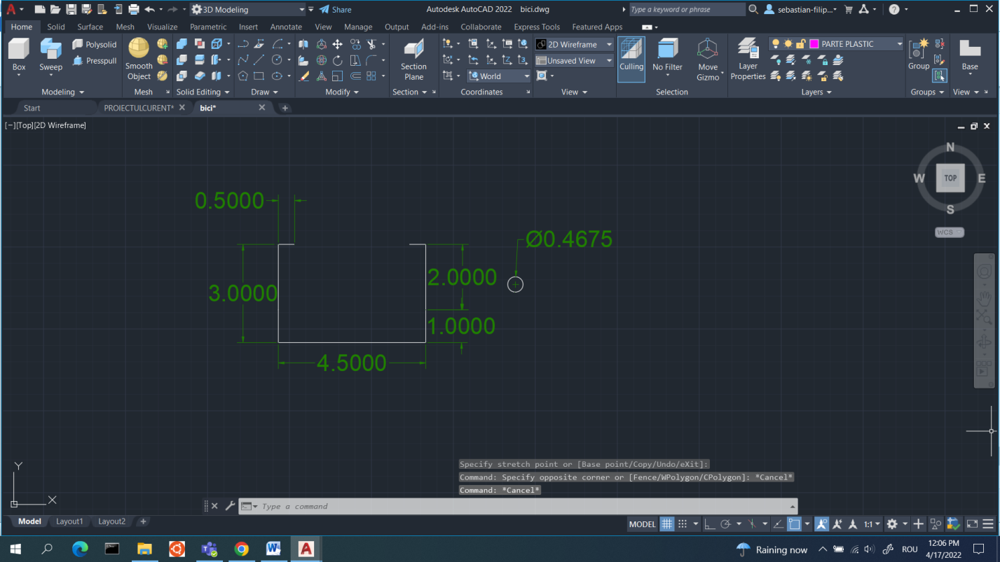 3D Modeling
Share
Autodesk AutoCAD 2022 bici.dwg
Type a keyword or phrase
sebastian-filip...
Home Solid Surface Mesh Visualize Parametric Insert Annotate View Manage Output Add-ins Collaborate Express Tools Featured Apps
Box
Sweep
Polysolid
Presspull
Smooth
Object
Section
Plane
2D Wireframe
Unsaved View
World
Culling
No Filter
Move
Gizmo
Layer
Properties
PARTE PLASTIC
Group
Base
Modeling
Mesh
Solid Editing
Draw
Modify
Section
Coordinates
View
Selection
Layers
Groups
View
Start
PROIECTULCURENT*
bici*
[−][Top][2D Wireframe]
N
W
TOP
E
S
WCS
0.5000
Ø0.4675
2.0000
3.0000
1.0000
4.5000
Y
X
Specify stretch point or [Base point/Copy/Undo/eXit]:
Command: Specify opposite corner or [Fence/WPolygon/CPolygon]: *Cancel*
Command: *Cancel*
Type a command
Model Layout1 Layout2
MODEL
1:1
Raining now
ROU
12:06 PM
4/17/2022